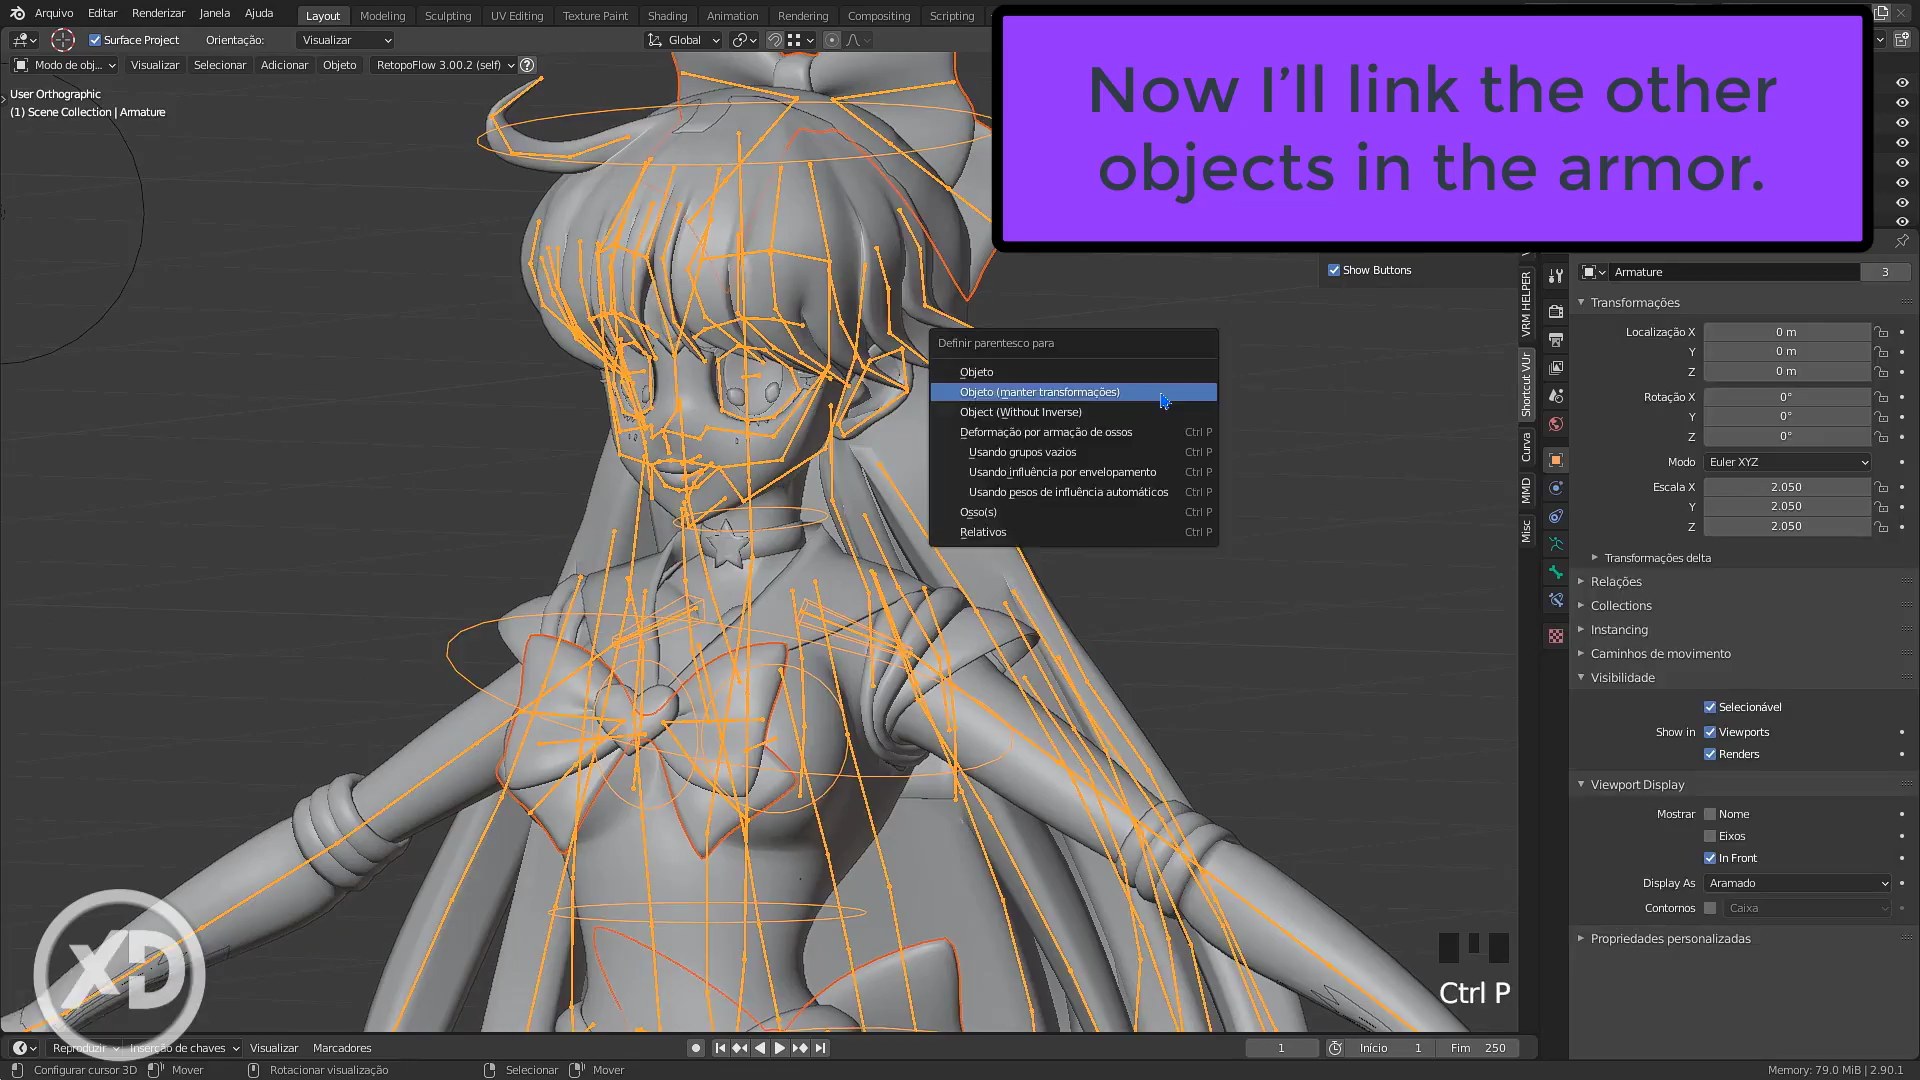 Arquivo Editar Renderizar Janela Ajuda Layout Modeling Sculpting UV Editing Texture Paint Shading Animation Rendering Compositing Scripting
Surface Project Orientação: Visualizar Global
Modo de obj... Visualizar Selecionar Adicionar Objeto RetopoFlow 3.00.2 (self)
User Orthographic
(1) Scene Collection | Armature
Now I'll link the other
objects in the armor.
Show Buttons
VRM HELPER
Shortcut VUr
Curva
MMD
Misc
Definir parentesco para
Objeto
Objeto (manter transformações)
Object (Without Inverse)
Deformação por armação de ossos Ctrl P
Usando grupos vazios Ctrl P
Usando influência por envelopamento Ctrl P
Usando pesos de influência automáticos Ctrl P
Osso(s) Ctrl P
Relativos Ctrl P
Armature 3
Transformações
Localização X 0 m
Y 0 m
Z 0 m
Rotação X 0°
Y 0°
Z 0°
Modo Euler XYZ
Escala X 2.050
Y 2.050
Z 2.050
Transformações delta
Relações
Collections
Instancing
Caminhos de movimento
Visibilidade
Selecionável
Show in Viewports
Renders
Viewport Display
Mostrar Nome
Eixos
In Front
Display As Aramado
Contornos Caixa
Propriedades personalizadas
Ctrl P
XD
Reproduzir Inserção de chaves Visualizar Marcadores 1 Início 1 Fim 250
Configurar cursor 3D Mover Rotacionar visualização Selecionar Mover Memory: 79.0 MiB | 2.90.1